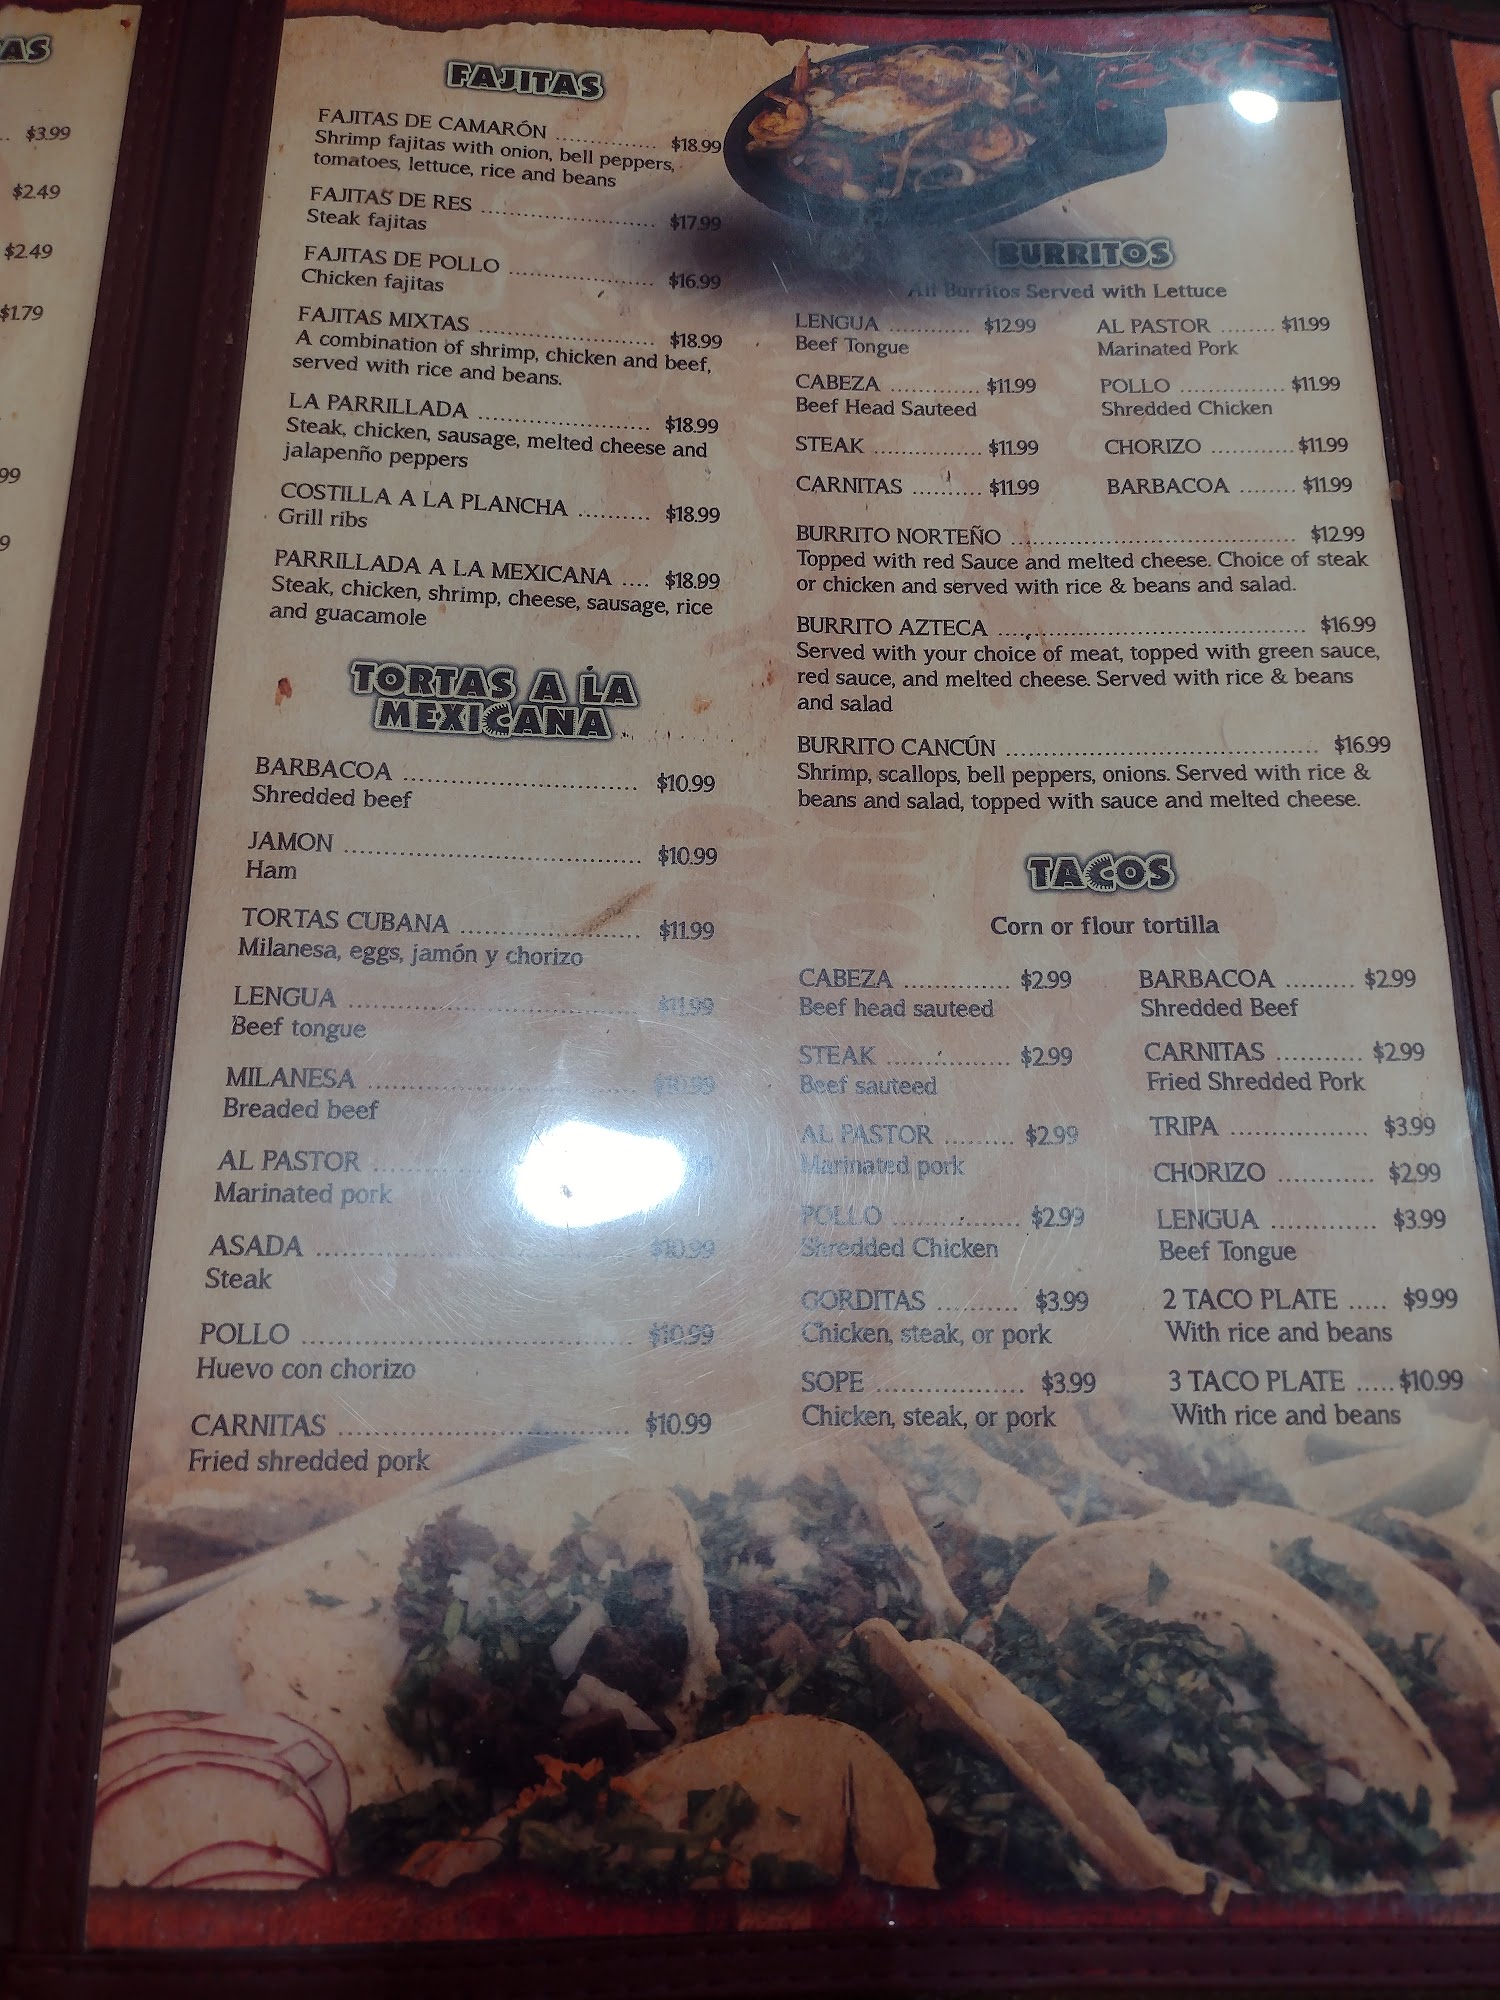 AS
$3.99
$2.49
$2.49
$1.79
99
9
FAJITAS
FAJITAS DE CAMARÓN ............. $18.99
Shrimp fajitas with onion, bell peppers,
tomatoes, lettuce, rice and beans
FAJITAS DE RES ........................ $17.99
Steak fajitas
FAJITAS DE POLLO .................... $16.99
Chicken fajitas
FAJITAS MIXTAS ........................ $18.99
A combination of shrimp, chicken and beef,
served with rice and beans.
LA PARRILLADA ........................ $18.99
Steak, chicken, sausage, melted cheese and
jalapenño peppers
COSTILLA A LA PLANCHA .......... $18.99
Grill ribs
PARRILLADA A LA MEXICANA .... $18.99
Steak, chicken, shrimp, cheese, sausage, rice
and guacamole
TORTAS A LA
MEXICANA
BARBACOA ................................ $10.99
Shredded beef
JAMON ........................................ $10.99
Ham
TORTAS CUBANA ........................ $11.99
Milanesa, eggs, jamón y chorizo
LENGUA ...................................... $11.99
Beef tongue
MILANESA .................................... $10.99
Breaded beef
AL PASTOR ...............
Marinated pork
ASADA ........................................ $10.99
Steak
POLLO ........................................ $10.99
Huevo con chorizo
CARNITAS .................................. $10.99
Fried shredded pork
BURRITOS
All Burritos Served with Lettuce
LENGUA ............ $12.99
Beef Tongue
CABEZA ............. $11.99
Beef Head Sauteed
STEAK ................ $11.99
CARNITAS .......... $11.99
AL PASTOR ........ $11.99
Marinated Pork
POLLO ............... $11.99
Shredded Chicken
CHORIZO ............ $11.99
BARBACOA ........ $11.99
BURRITO NORTEÑO ........................................... $12.99
Topped with red Sauce and melted cheese. Choice of steak
or chicken and served with rice & beans and salad.
BURRITO AZTECA ............................................. $16.99
Served with your choice of meat, topped with green sauce,
red sauce, and melted cheese. Served with rice & beans
and salad
BURRITO CANCÚN ............................................. $16.99
Shrimp, scallops, bell peppers, onions. Served with rice &
beans and salad, topped with sauce and melted cheese.
TACOS
Corn or flour tortilla
CABEZA .............. $2.99
Beef head sauteed
STEAK ................ $2.99
Beef sauteed
AL PASTOR ......... $2.99
Marinated pork
POLLO ................ $2.99
Shredded Chicken
GORDITAS .......... $3.99
Chicken, steak, or pork
SOPE ................... $3.99
Chicken, steak, or pork
BARBACOA ......... $2.99
Shredded Beef
CARNITAS ........... $2.99
Fried Shredded Pork
TRIPA .................. $3.99
CHORIZO ............ $2.99
LENGUA ............. $3.99
Beef Tongue
2 TACO PLATE ..... $9.99
With rice and beans
3 TACO PLATE ..... $10.99
With rice and beans